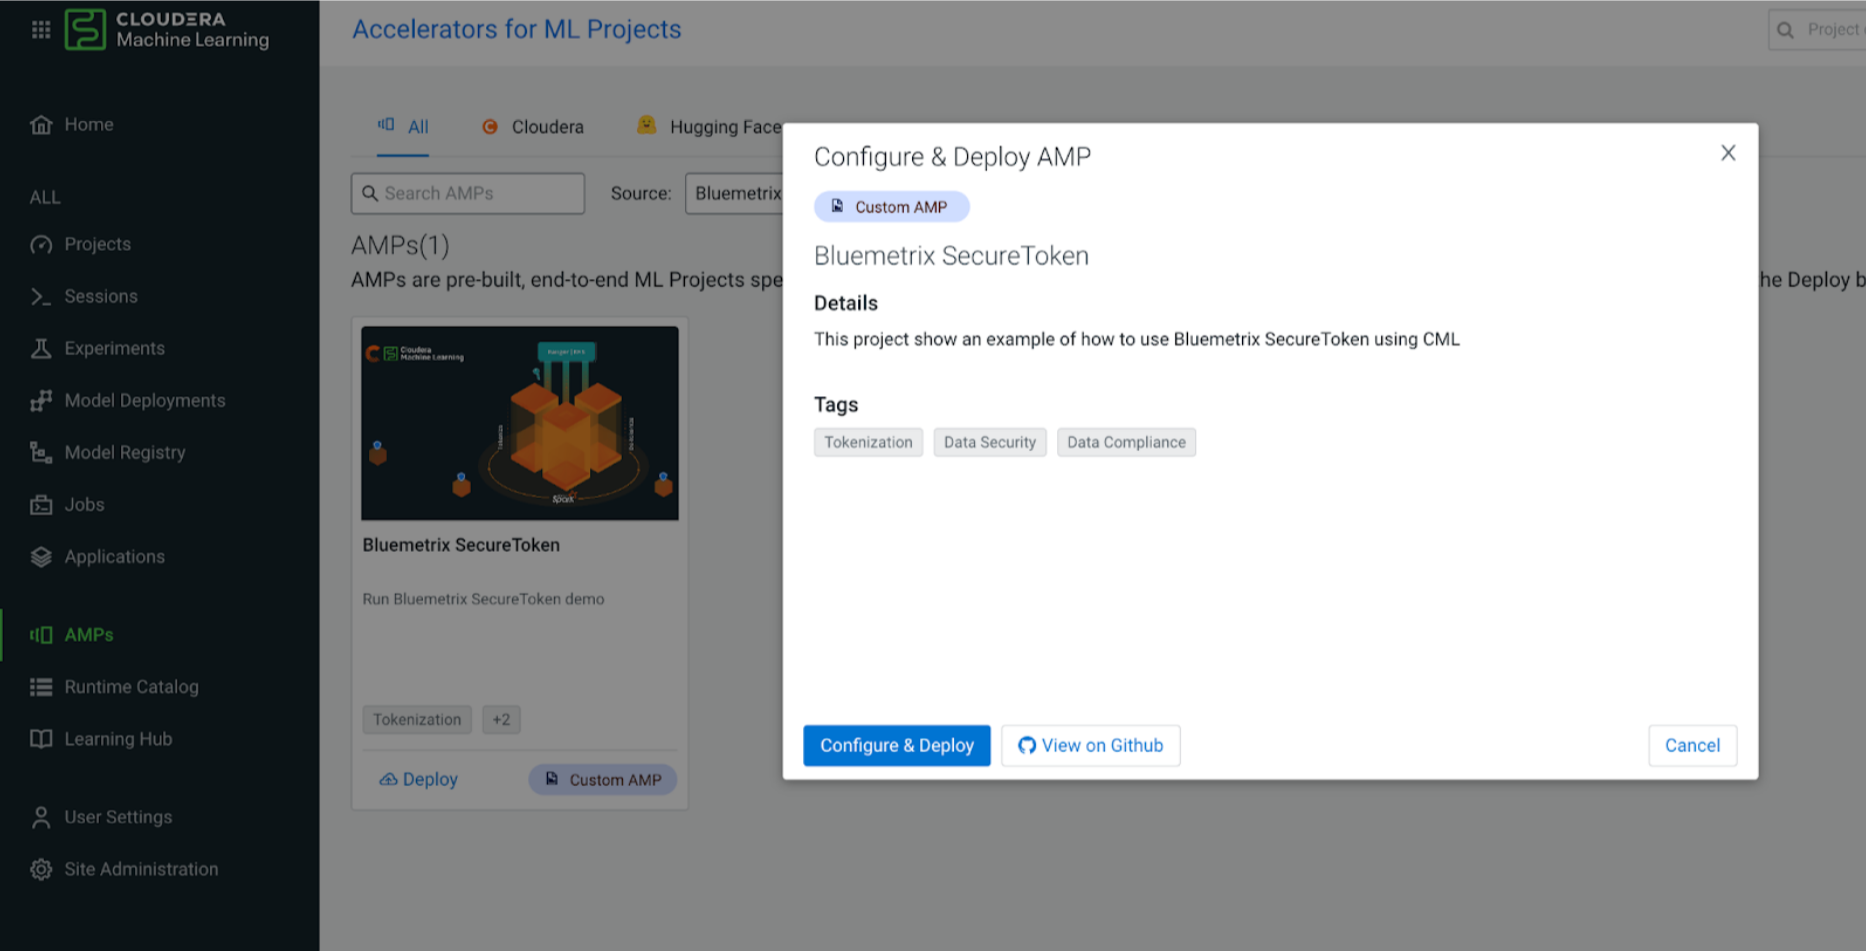 CLOUDERA
Machine Learning
Accelerators for ML Projects
Project
Home
ALL
Projects
Sessions
Experiments
Model Deployments
Model Registry
Jobs
Applications
AMPs
Runtime Catalog
Learning Hub
User Settings
Site Administration
All
Cloudera
Hugging Face
Search AMPs
Source:
Bluemetrix
AMPs(1)
AMPs are pre-built, end-to-end ML Projects spe
he Deploy b
Cloudera
Machine Learning
Spark
Bluemetrix SecureToken
Run Bluemetrix SecureToken demo
Tokenization
+2
Deploy
Custom AMP
Configure & Deploy AMP
Custom AMP
Bluemetrix SecureToken
Details
This project show an example of how to use Bluemetrix SecureToken using CML
Tags
Tokenization
Data Security
Data Compliance
Configure & Deploy
View on Github
Cancel